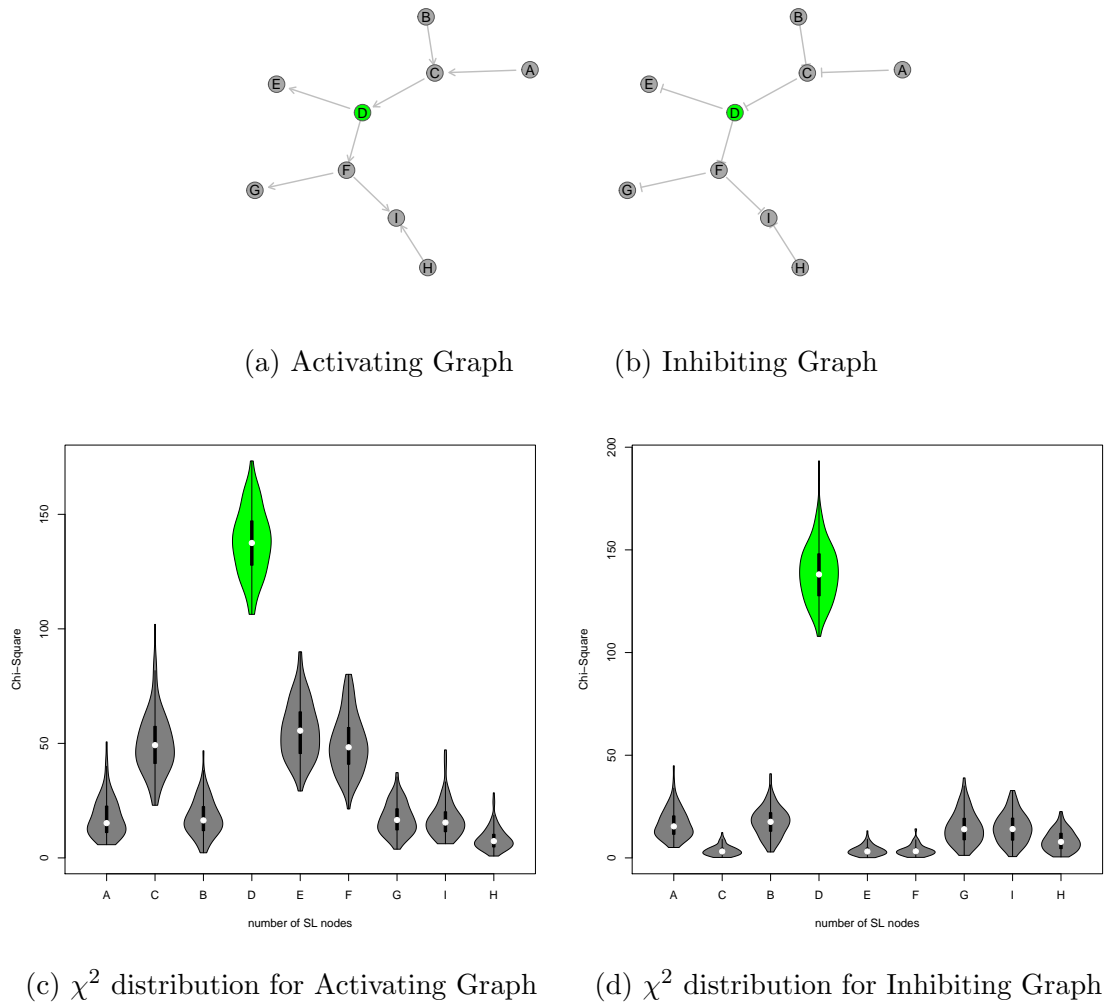 B
C
A
E
D
F
G
I
H
B
C
A
E
D
F
G
I
H
(a) Activating Graph
(b) Inhibiting Graph
Chi−Square
0
50
100
150
A C B D E F G I H
number of SL nodes
Chi−Square
0
50
100
150
200
A C B D E F G I H
number of SL nodes
(c) χ² distribution for Activating Graph
(d) χ² distribution for Inhibiting Graph